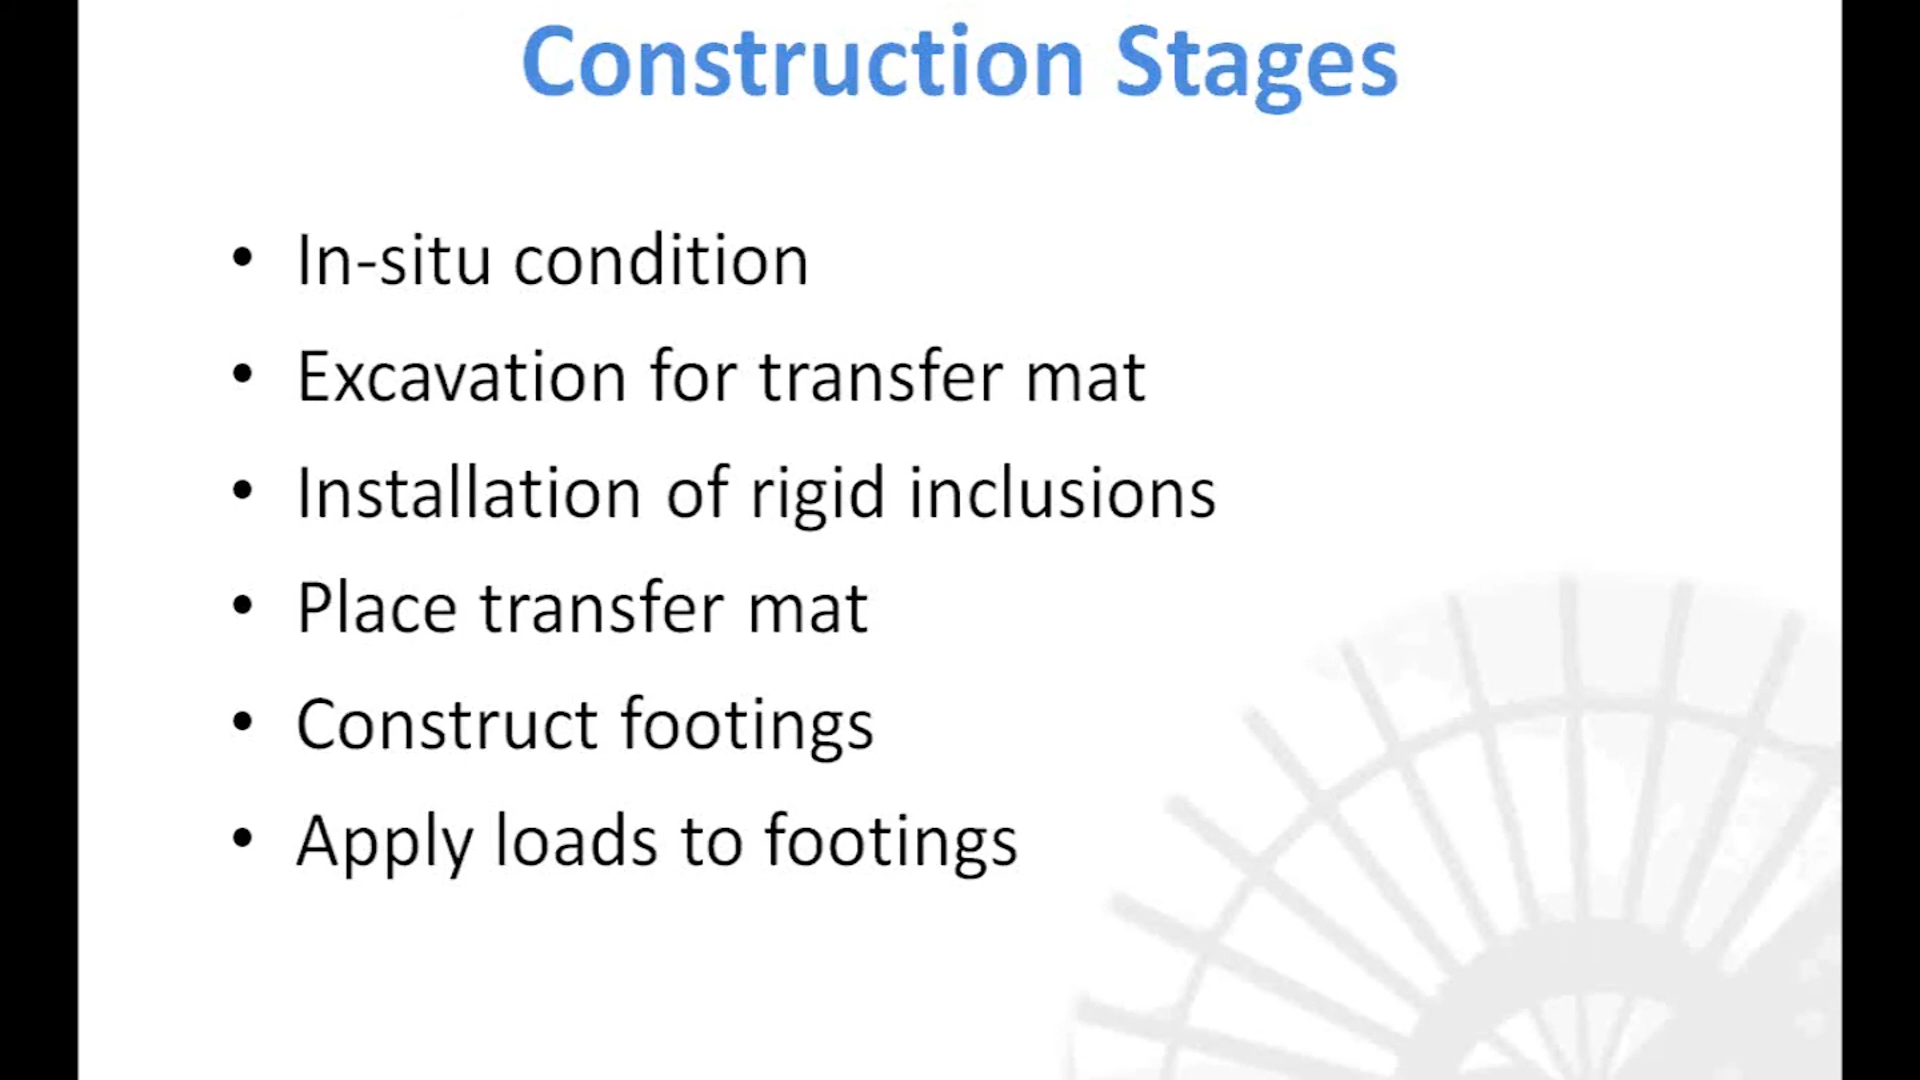 Construction Stages
• In-situ condition
• Excavation for transfer mat
• Installation of rigid inclusions
• Place transfer mat
• Construct footings
• Apply loads to footings